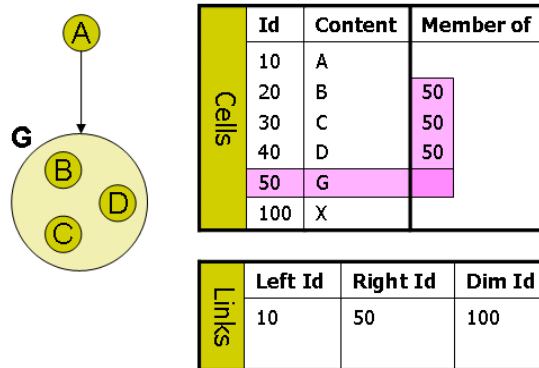 A
G
B
D
C
Cells
Id Content Member of
10 A
20 B 50
30 C 50
40 D 50
50 G
100 X
Links
Left Id Right Id Dim Id
10 50 100